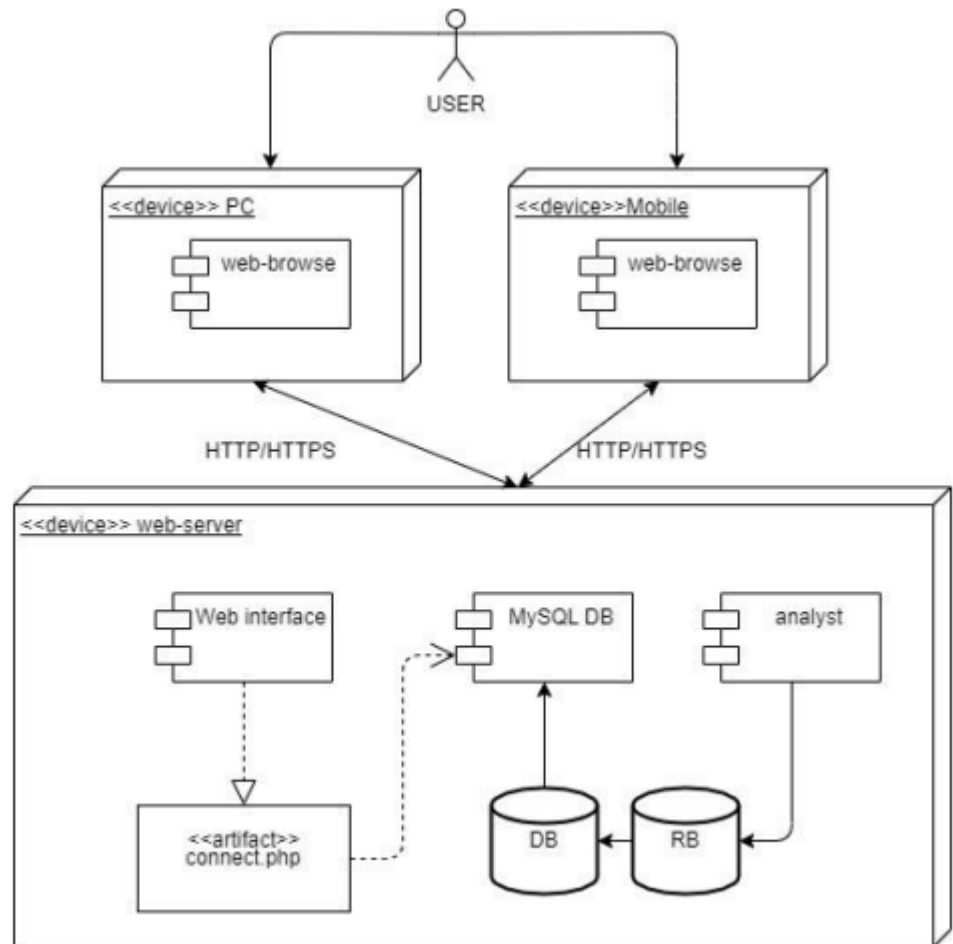 USER
<<device>> PC
web-browse
<<device>>Mobile
web-browse
HTTP/HTTPS
HTTP/HTTPS
<<device>> web-server
Web interface
MySQL DB
analyst
<<artifact>>
connect.php
DB
RB